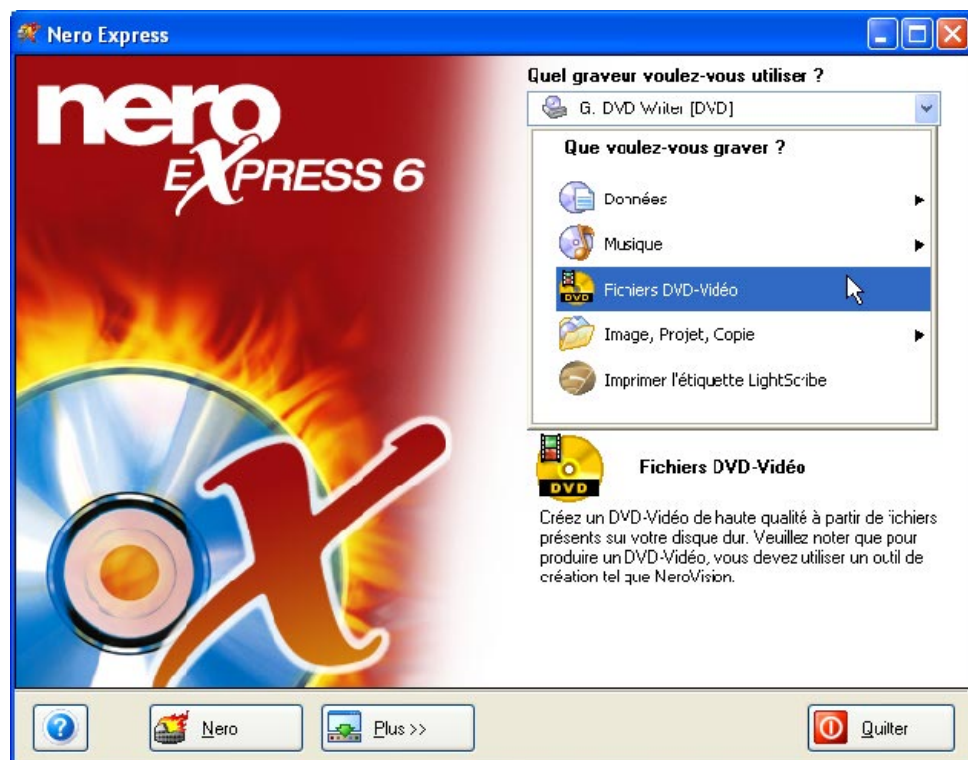 Nero Express
nero
EXPRESS 6
Quel graveur voulez-vous utiliser ?
G. DVD Writer [DVD]
Que voulez-vous graver ?
Données
Musique
Fichiers DVD-Vidéo
Image, Projet, Copie
Imprimer l'étiquette LightScribe
DVD
Fichiers DVD-Vidéo
Créez un DVD-Vidéo de haute qualité à partir de fichiers
présents sur votre disque dur. Veuillez noter que pour
produire un DVD-Vidéo, vous devez utiliser un outil de
création tel que NeroVision.
Nero
Plus >>
Quitter